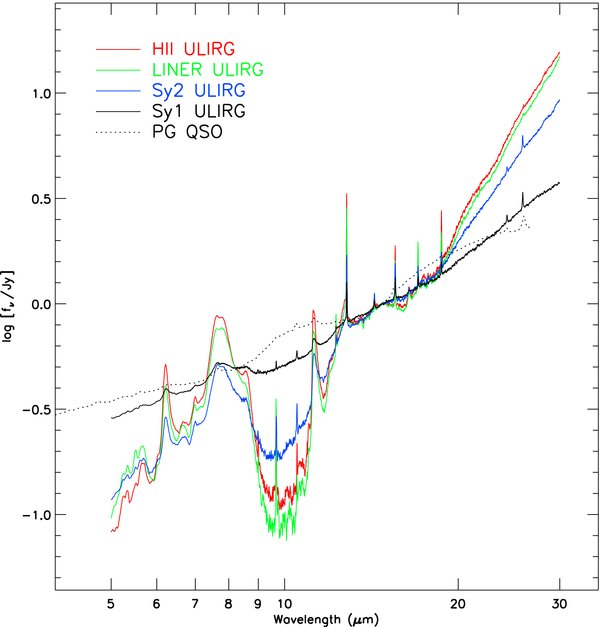 HII ULIRG
LINER ULIRG
Sy2 ULIRG
Sy1 ULIRG
PG QSO
1.0
0.5
0.0
−0.5
−1.0
log [fν/Jy]
5 6 7 8 9 10 20 30
Wavelength (μm)